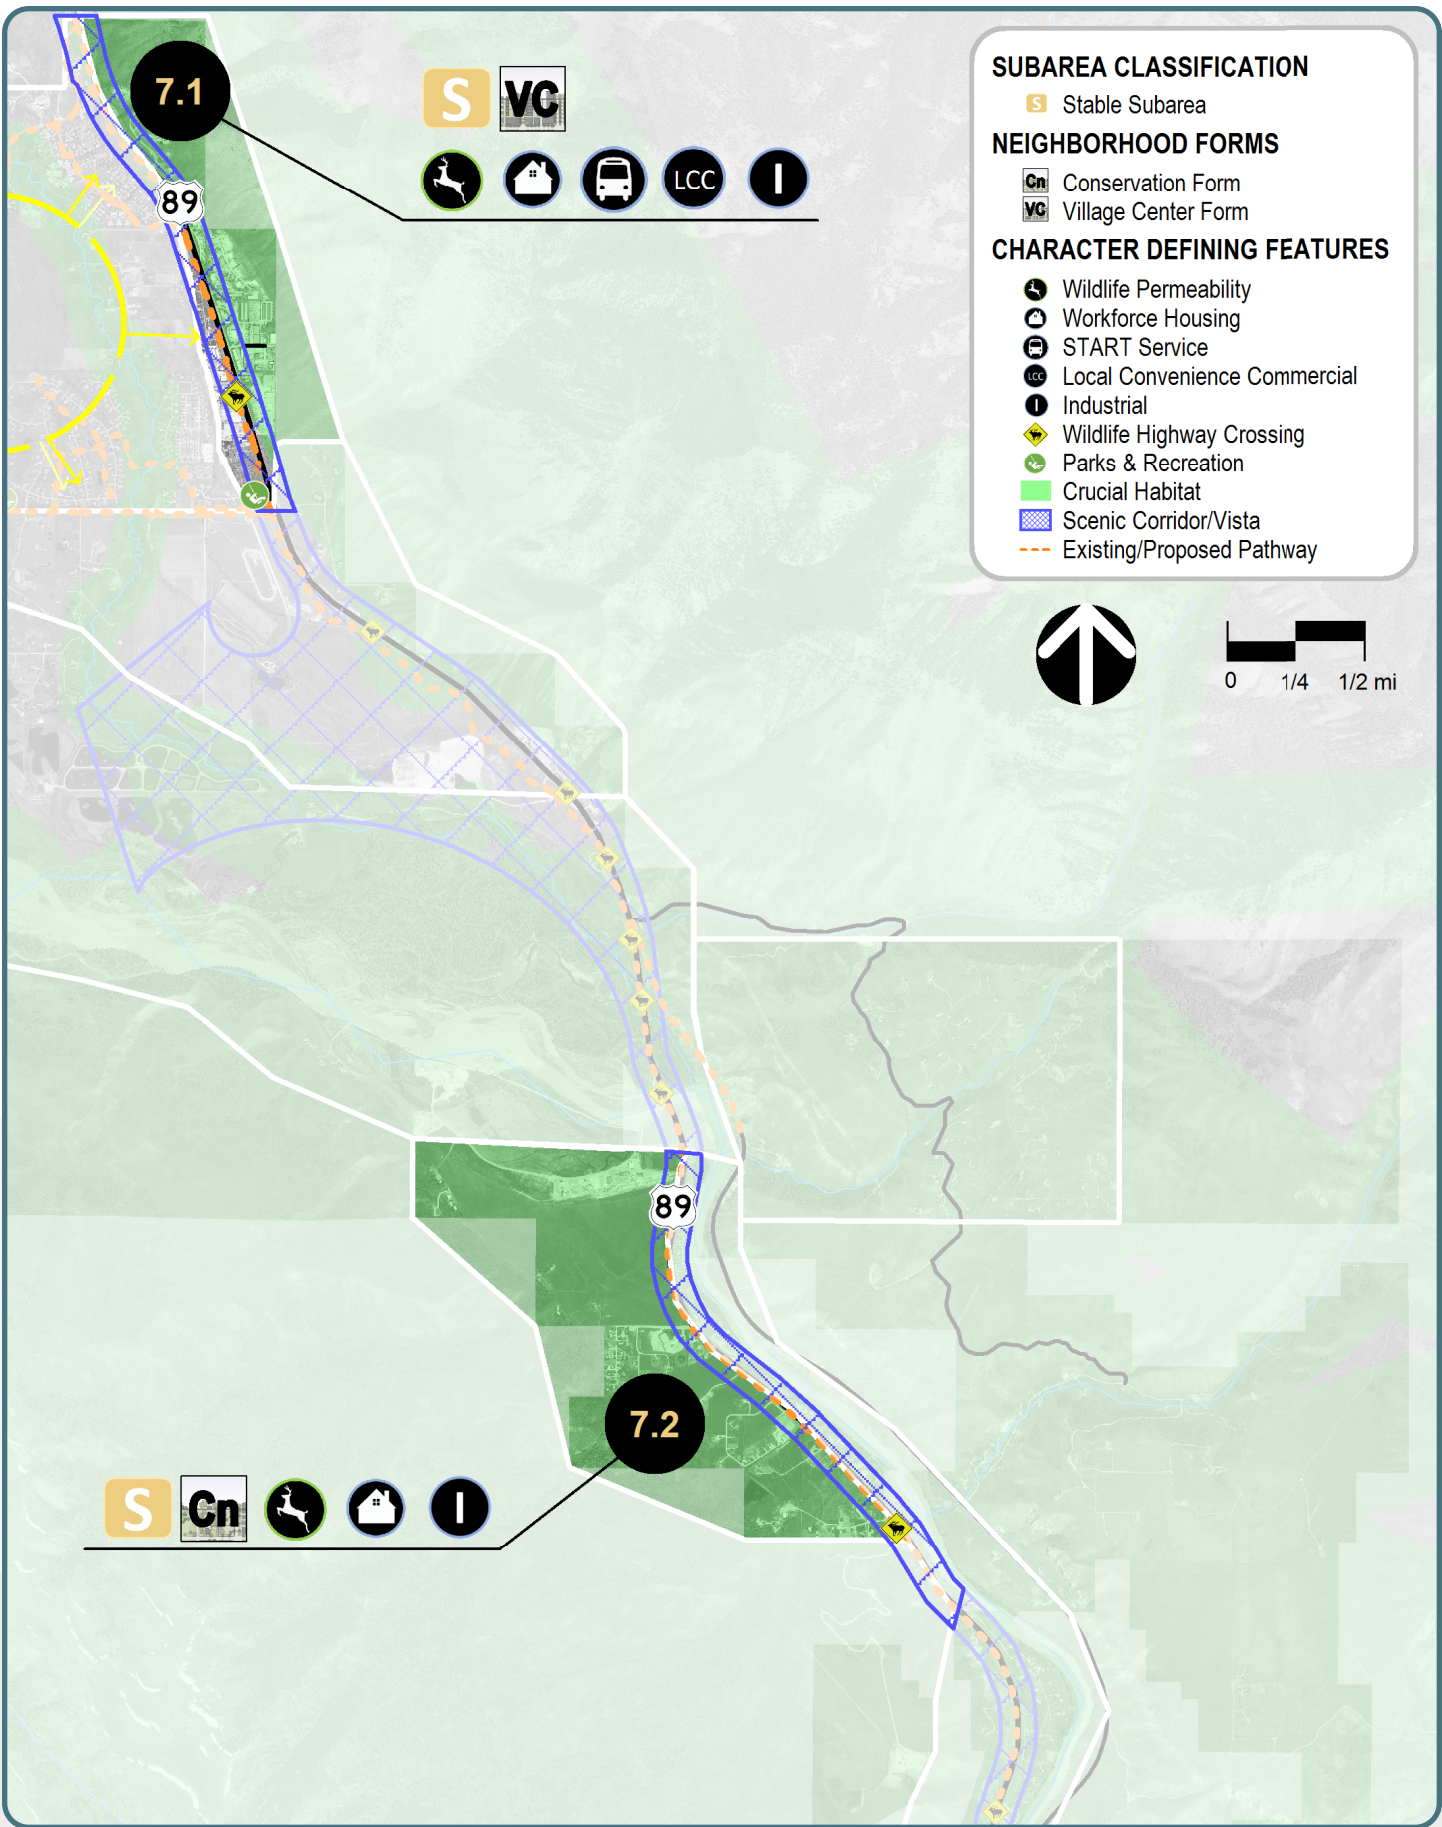 7.1
S VC
LCC I
89
SUBAREA CLASSIFICATION
S Stable Subarea
NEIGHBORHOOD FORMS
Cn Conservation Form
VC Village Center Form
CHARACTER DEFINING FEATURES
Wildlife Permeability
Workforce Housing
START Service
LCC Local Convenience Commercial
I Industrial
Wildlife Highway Crossing
Parks & Recreation
Crucial Habitat
Scenic Corridor/Vista
Existing/Proposed Pathway
0 1/4 1/2 mi
89
7.2
S Cn I